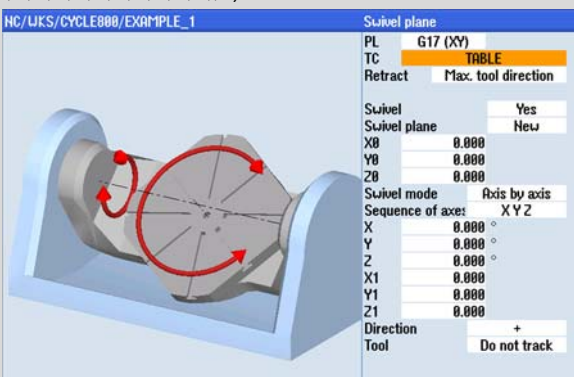 NC/WKS/CYCLE800/EXAMPLE_1
Swivel plane
PL G17 (XY)
TC TABLE
Retract Max. tool direction
Swivel Yes
Swivel plane New
X0 0.000
Y0 0.000
Z0 0.000
Swivel mode Axis by axis
Sequence of axes X Y Z
X 0.000 °
Y 0.000 °
Z 0.000 °
X1 0.000
Y1 0.000
Z1 0.000
Direction +
Tool Do not track